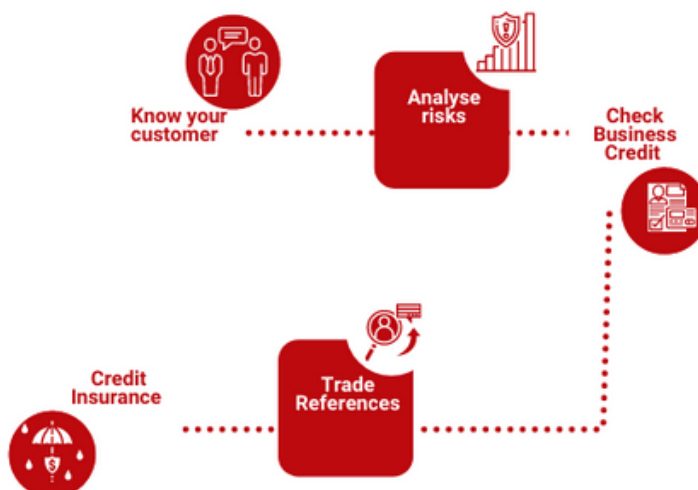 Know your
customer
Analyse
risks
Check
Business
Credit
Trade
References
Credit
Insurance